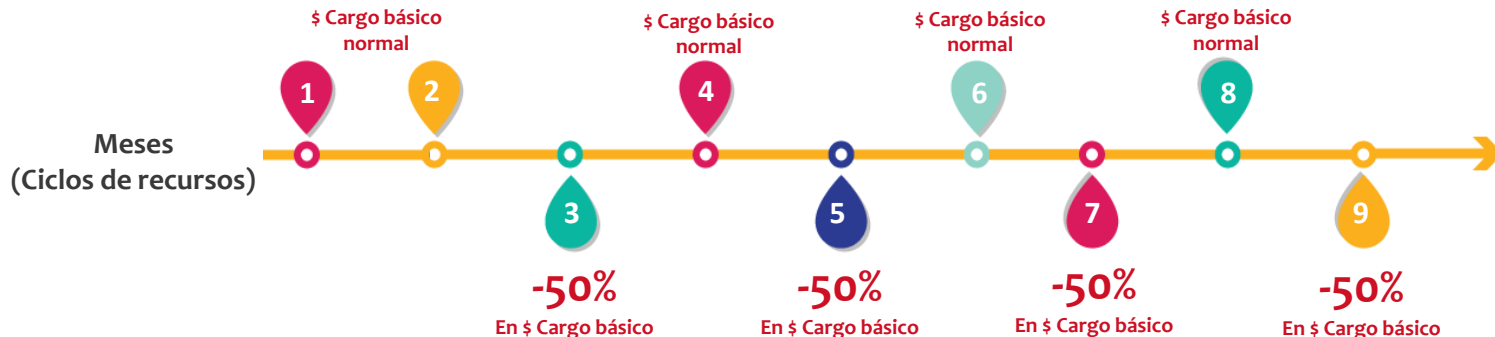 $ Cargo básico
normal
$ Cargo básico
normal
$ Cargo básico
normal
$ Cargo básico
normal
1
2
4
6
8
Meses
(Ciclos de recursos)
3
5
7
9
-50%
En $ Cargo básico
-50%
En $ Cargo básico
-50%
En $ Cargo básico
-50%
En $ Cargo básico